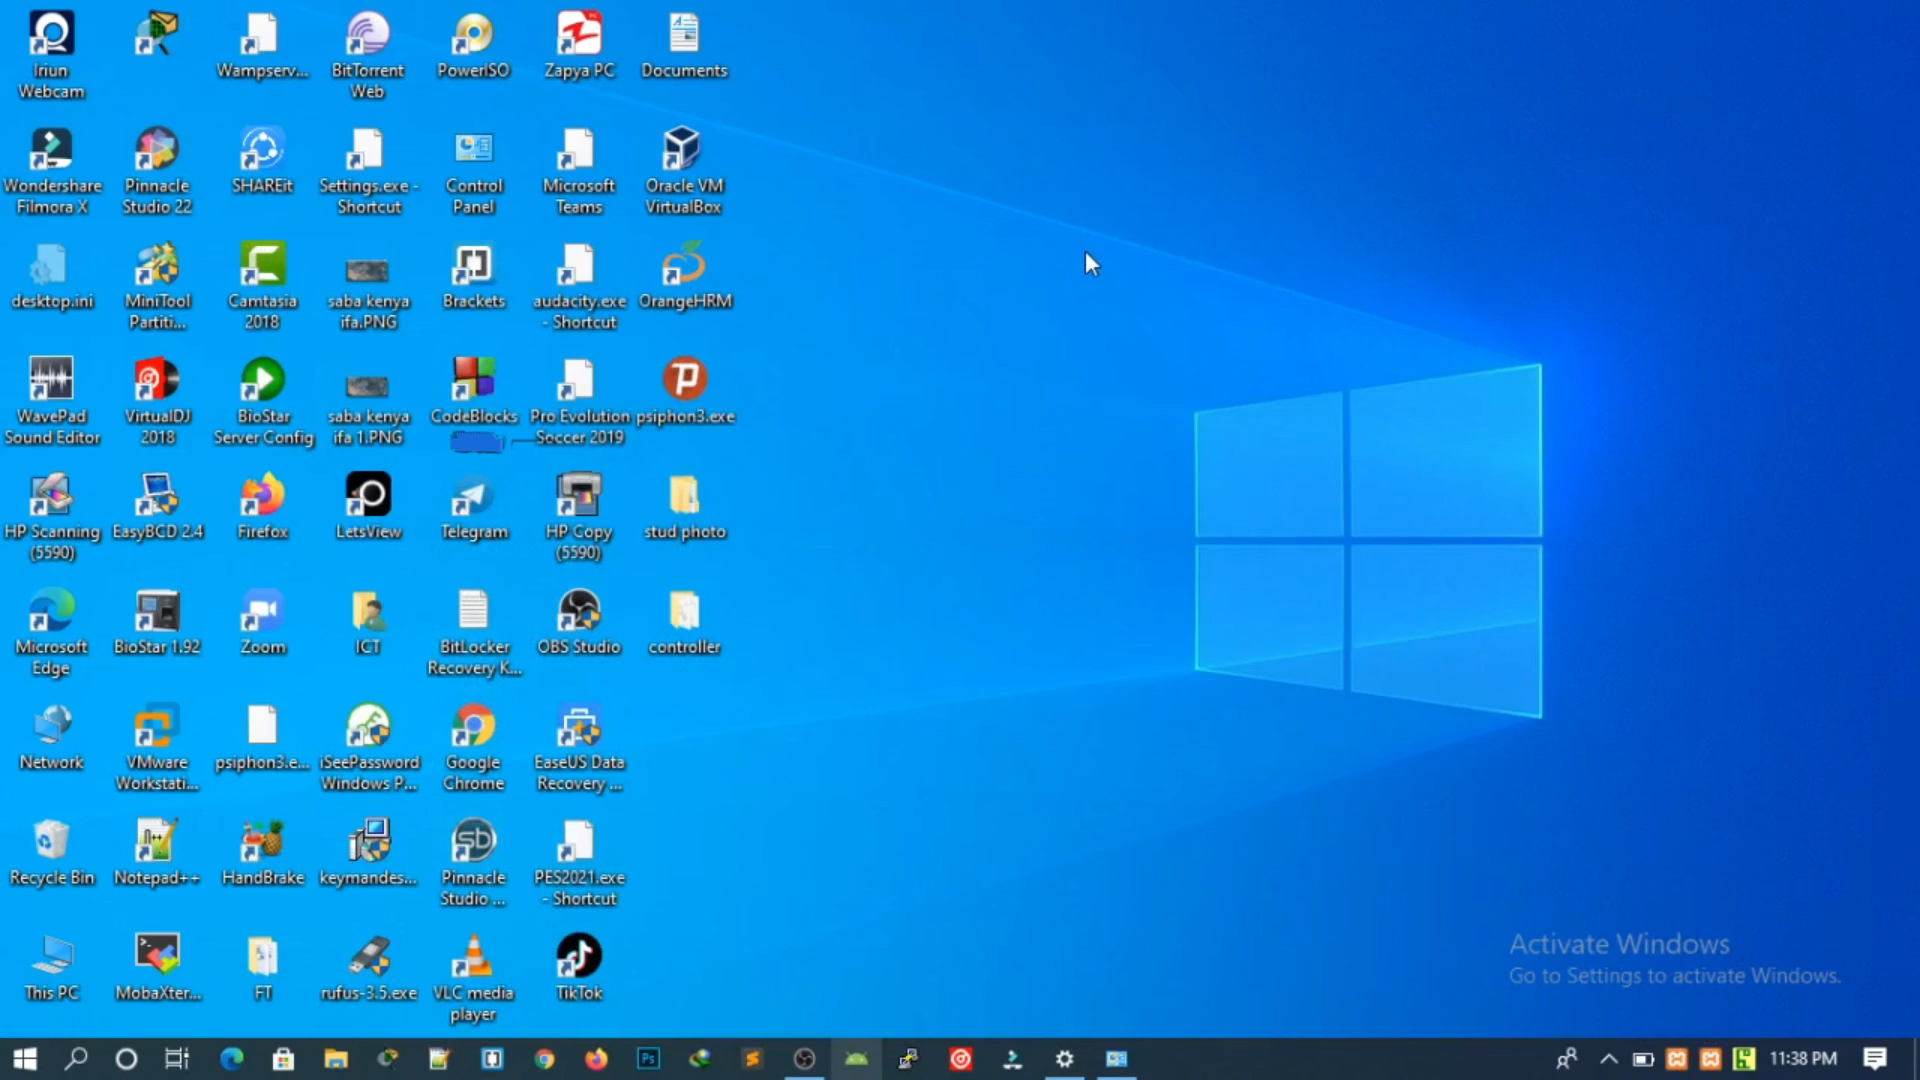 Iriun
Webcam
Wampserv...
BitTorrent
Web
PowerISO
Zapya PC
Documents
Wondershare
Filmora X
Pinnacle
Studio 22
SHAREit
Settings.exe -
Shortcut
Control
Panel
Microsoft
Teams
Oracle VM
VirtualBox
desktop.ini
MiniTool
Partiti...
Camtasia
2018
saba kenya
ifa.PNG
Brackets
audacity.exe
- Shortcut
OrangeHRM
WavePad
Sound Editor
VirtualDJ
2018
BioStar
Server Config
saba kenya
ifa 1.PNG
CodeBlocks
Pro Evolution
Soccer 2019
psiphon3.exe
HP Scanning
(5590)
EasyBCD 2.4
Firefox
LetsView
Telegram
HP Copy
(5590)
stud photo
Microsoft
Edge
BioStar 1.92
Zoom
ICT
BitLocker
Recovery K...
OBS Studio
controller
Network
VMware
Workstati...
psiphon3.e...
iSeePassword
Windows P...
Google
Chrome
EaseUS Data
Recovery ...
Recycle Bin
Notepad++
HandBrake
keymandes...
Pinnacle
Studio ...
PES2021.exe
- Shortcut
This PC
MobaXter...
FT
rufus-3.5.exe
VLC media
player
TikTok
Activate Windows
Go to Settings to activate Windows.
11:38 PM